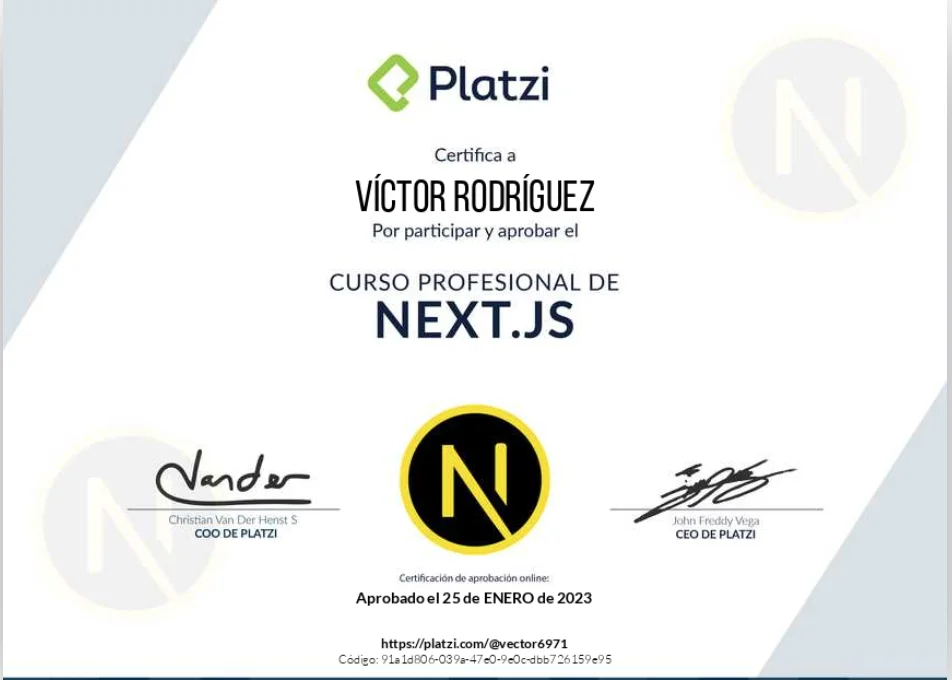 Platzi
Certifica a
VÍCTOR RODRÍGUEZ
Por participar y aprobar el
CURSO PROFESIONAL DE
NEXT.JS
Vander
Christian Van Der Henst S
COO DE PLATZI
N
John Freddy Vega
CEO DE PLATZI
Certificación de aprobación online:
Aprobado el 25 de ENERO de 2023
https://platzi.com/@vector6971
Código: 91a1d806-039a-47e0-9e0c-dbb726159e95